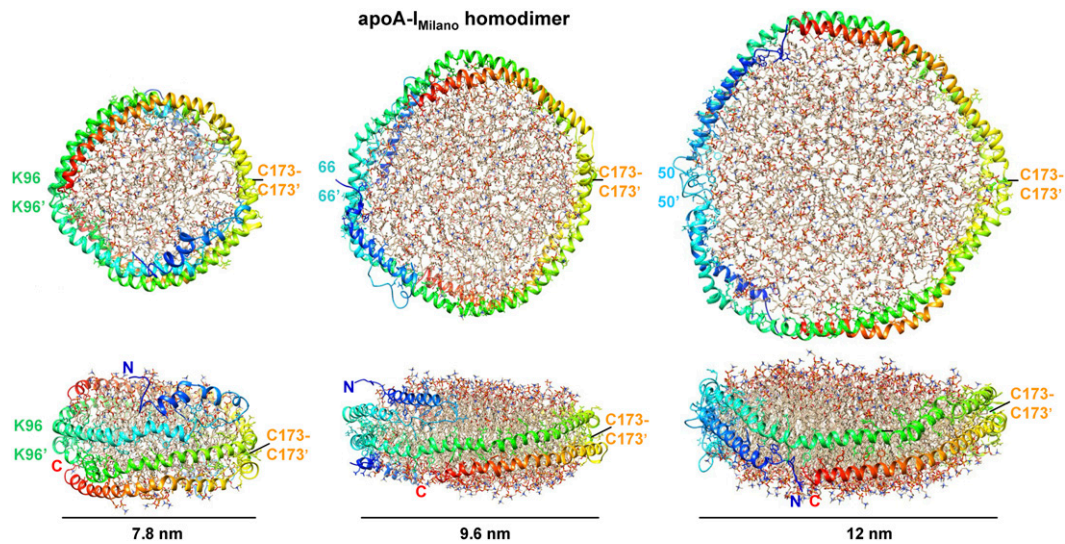 apoA-I Milano homodimer
K96
K96'
C173-
C173'
66
66'
C173-
C173'
50
50'
C173-
C173'
N
K96
K96'
C
C173-
C173'
N
C
C173-
C173'
N C
C173-
C173'
7.8 nm
9.6 nm
12 nm